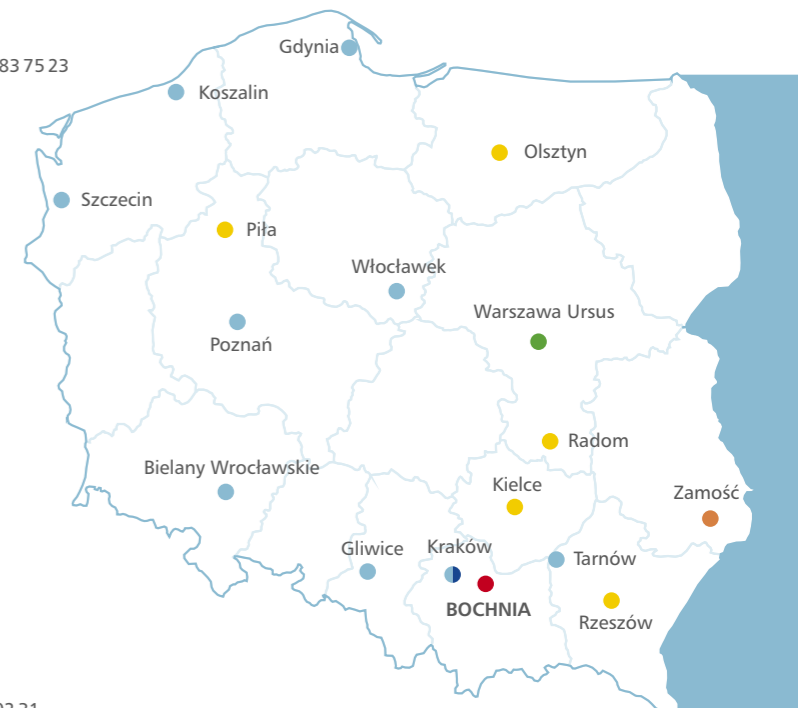 Gdynia
83 75 23
Koszalin
Olsztyn
Szczecin
Piła
Włocławek
Warszawa Ursus
Poznań
Radom
Bielany Wrocławskie
Kielce
Zamość
Gliwice
Kraków
Tarnów
BOCHNIA
Rzeszów